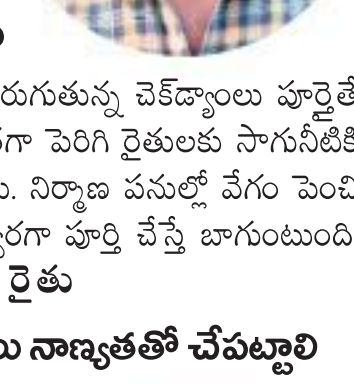 రుగుతున్న చెక్‌డ్యాంలు పూర్తైతే
గా పెరిగి రైతులకు సాగునీటికి
. నిర్మాణ పనుల్లో వేగం పెంచి
రగా పూర్తి చేస్తే బాగుంటుంది
రైతు
నాణ్యతతో చేపట్టాలి